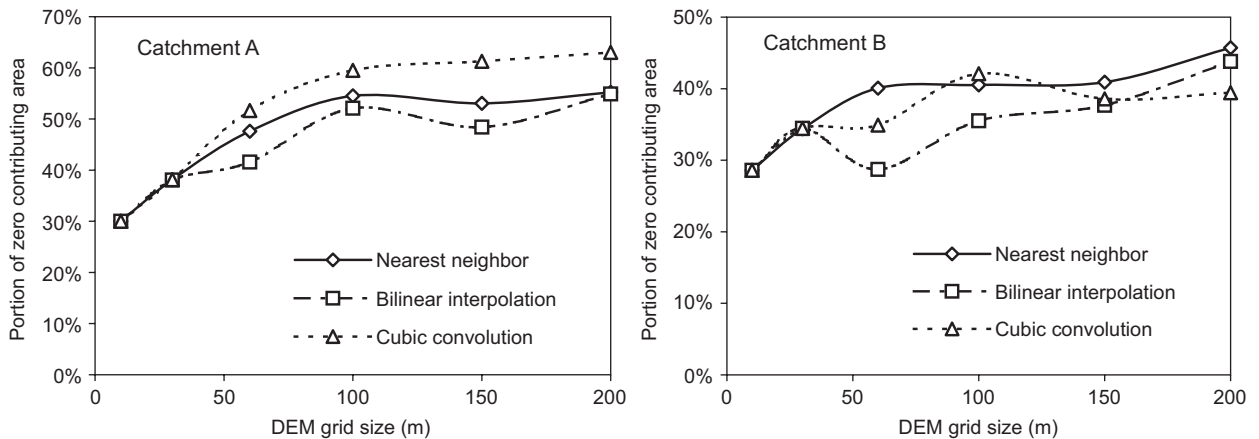 Portion of zero contributing area
70%
60%
50%
40%
30%
20%
10%
0%
Catchment A
Nearest neighbor
Bilinear interpolation
Cubic convolution
0
50
100
150
200
DEM grid size (m)
Portion of zero contributing area
50%
40%
30%
20%
10%
0%
Catchment B
Nearest neighbor
Bilinear interpolation
Cubic convolution
0
50
100
150
200
DEM grid size (m)